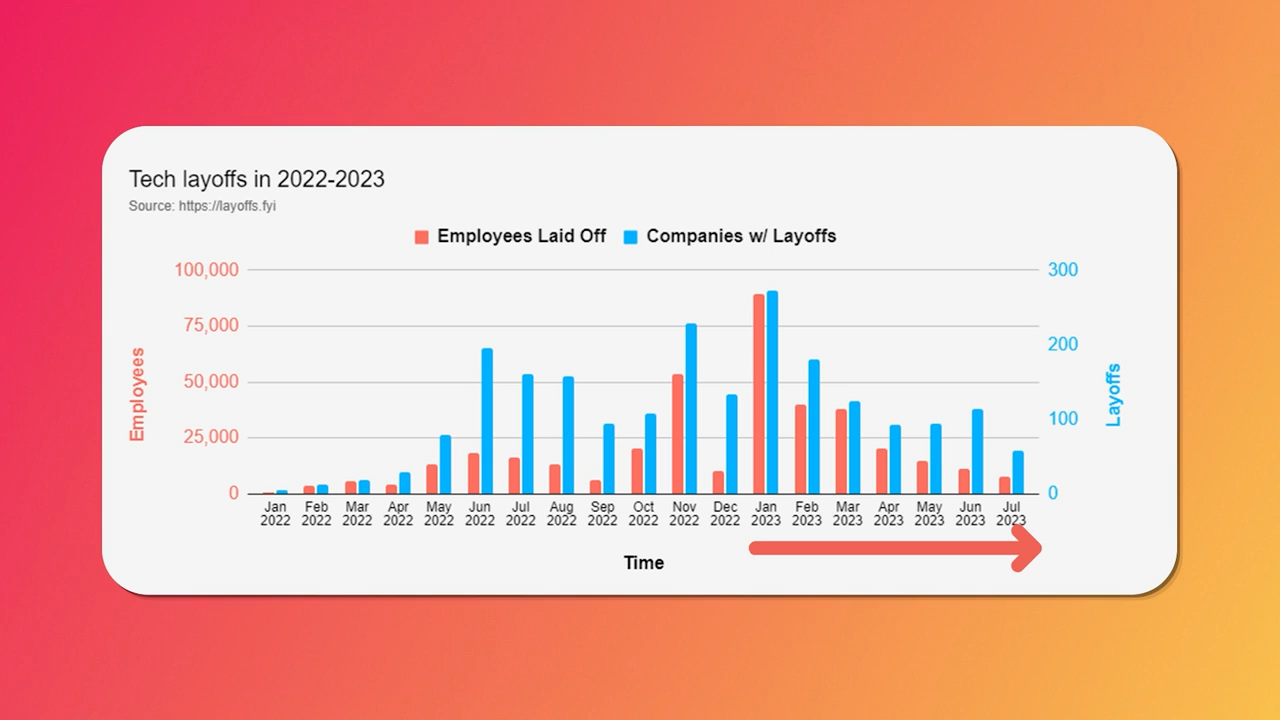 Tech layoffs in 2022-2023
Source: https://layoffs.fyi
Employees Laid Off Companies w/ Layoffs
100,000 300
75,000
200
50,000
100
25,000
0 0
Employees
Layoffs
Jan Feb Mar Apr May Jun Jul Aug Sep Oct Nov Dec Jan Feb Mar Apr May Jun Jul
2022 2022 2022 2022 2022 2022 2022 2022 2022 2022 2022 2022 2023 2023 2023 2023 2023 2023 2023
Time